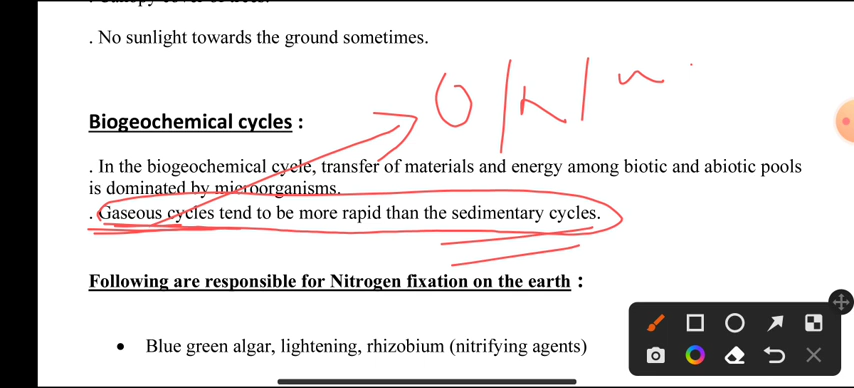 . No sunlight towards the ground sometimes.
O/N/
Biogeochemical cycles :
. In the biogeochemical cycle, transfer of materials and energy among biotic and abiotic pools
is dominated by microorganisms.
. Gaseous cycles tend to be more rapid than the sedimentary cycles.
Following are responsible for Nitrogen fixation on the earth :
• Blue green algar, lightening, rhizobium (nitrifying agents)